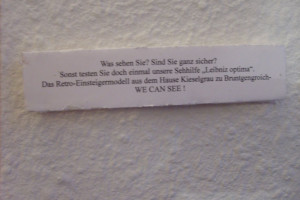 Was sehen Sie? Sind Sie ganz sicher?
Sonst testen Sie doch einmal unsere Sehhilfe „Leibniz optima“.
Das Retro-Einsteigermodell aus dem Hause Kieselgrau zu
WE CAN SEE !